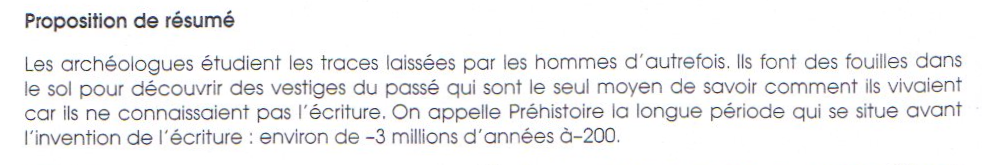 Proposition de résumé
Les archéologues étudient les traces laissées par les hommes d'autrefois. Ils font des fouilles dans
le sol pour découvrir des vestiges du passé qui sont le seul moyen de savoir comment ils vivaient
car ils ne connaissaient pas l'écriture. On appelle Préhistoire la longue période qui se situe avant
l'invention de l'écriture : environ de –3 millions d'années à–200.